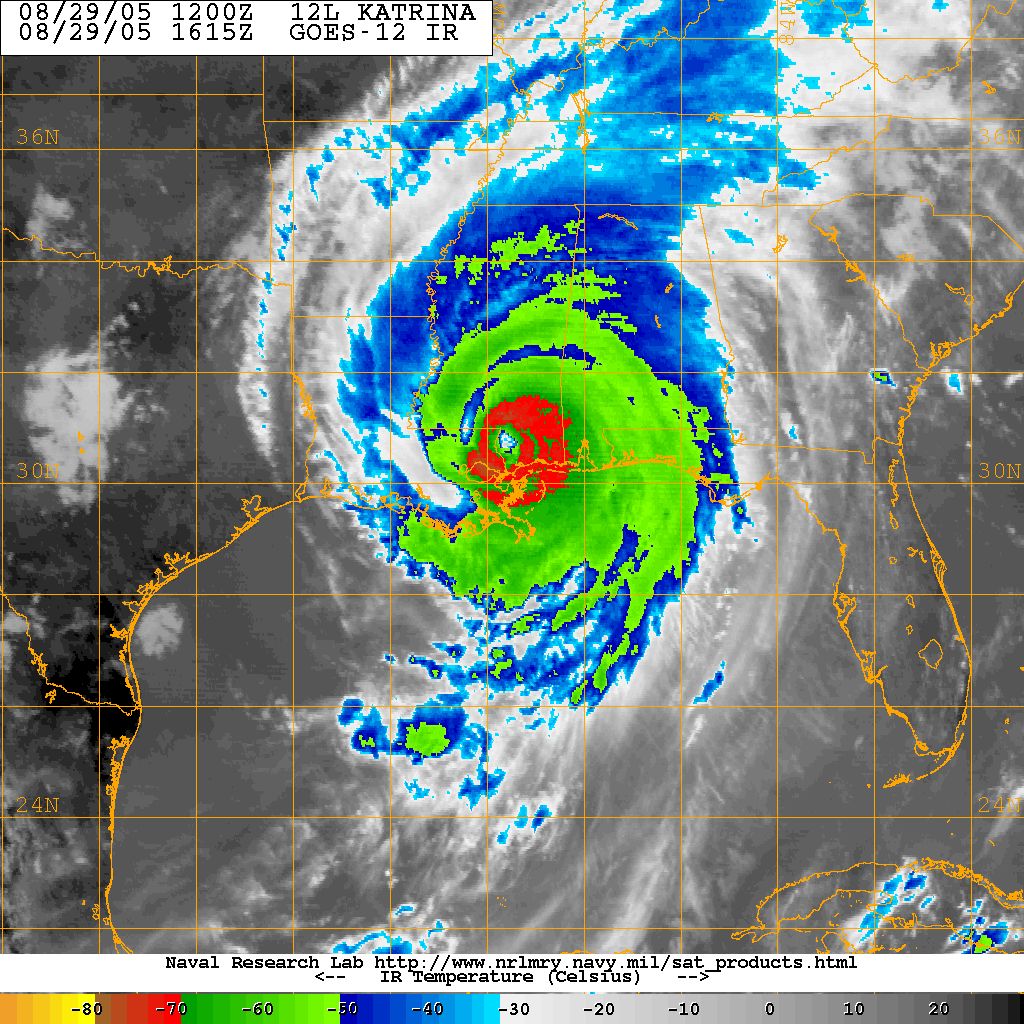 08/29/05 1200Z 12L KATRINA
08/29/05 1615Z GOES-12 IR
84W
36N 36N
30N 30N
24N 24N
Naval Research Lab http://www.nrlmry.navy.mil/sat_products.html
<-- IR Temperature (Celsius) -->
-80 -70 -60 -50 -40 -30 -20 -10 0 10 20